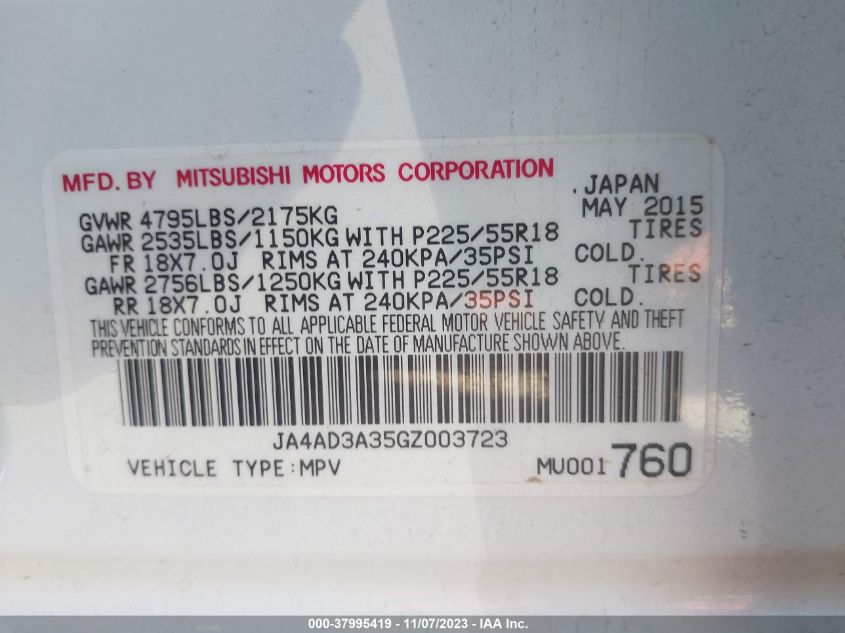 MFD. BY MITSUBISHI MOTORS CORPORATION
. JAPAN
GVWR 4795LBS/2175KG MAY 2015
GAWR 2535LBS/1150KG WITH P225/55R18 TIRES
FR 18X7.0J RIMS AT 240KPA/35PSI COLD.
GAWR 2756LBS/1250KG WITH P225/55R18 TIRES
RR 18X7.0J RIMS AT 240KPA/35PSI COLD.
THIS VEHICLE CONFORMS TO ALL APPLICABLE FEDERAL MOTOR VEHICLE SAFETY AND THEFT
PREVENTION STANDARDS IN EFFECT ON THE DATE OF MANUFACTURE SHOWN ABOVE.
JA4AD3A35GZ003723
VEHICLE TYPE:MPV MU001760
000-37995419 - 11/07/2023 - IAA Inc.